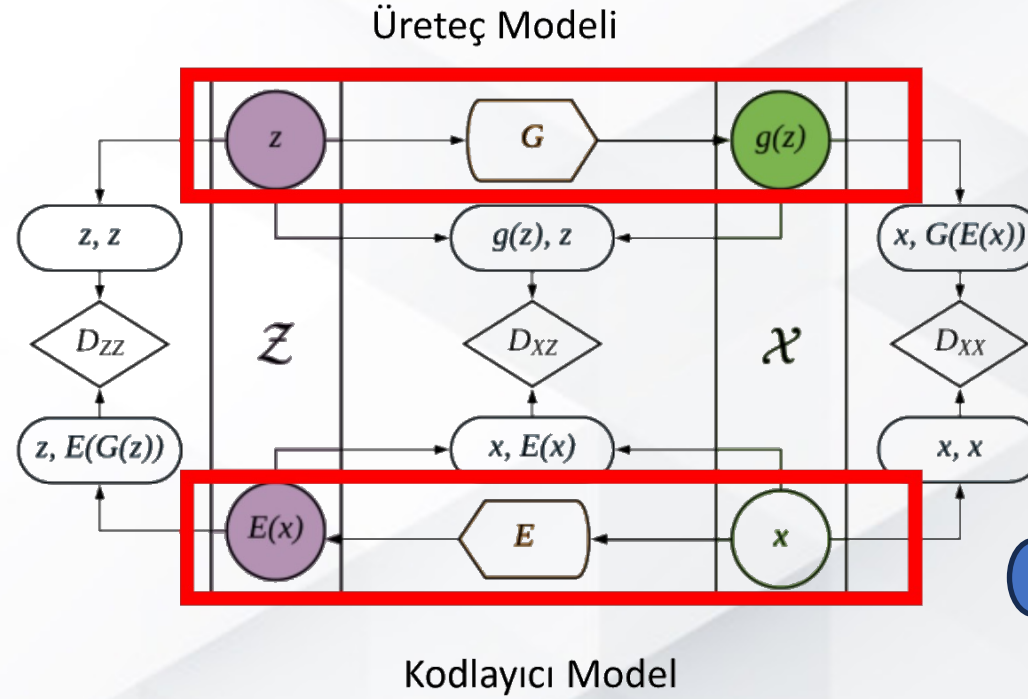 Üreteç Modeli
z
G
g(z)
z, z
g(z), z
x, G(E(x))
D_ZZ
𝒵
D_XZ
𝒳
D_XX
z, E(G(z))
x, E(x)
x, x
E(x)
E
x
Kodlayıcı Model